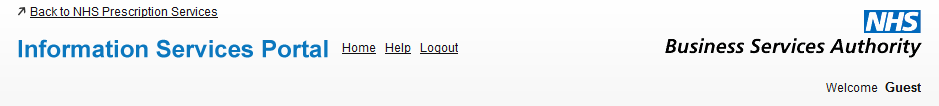 Back to NHS Prescription Services
Information Services Portal Home Help Logout
NHS
Business Services Authority
Welcome Guest